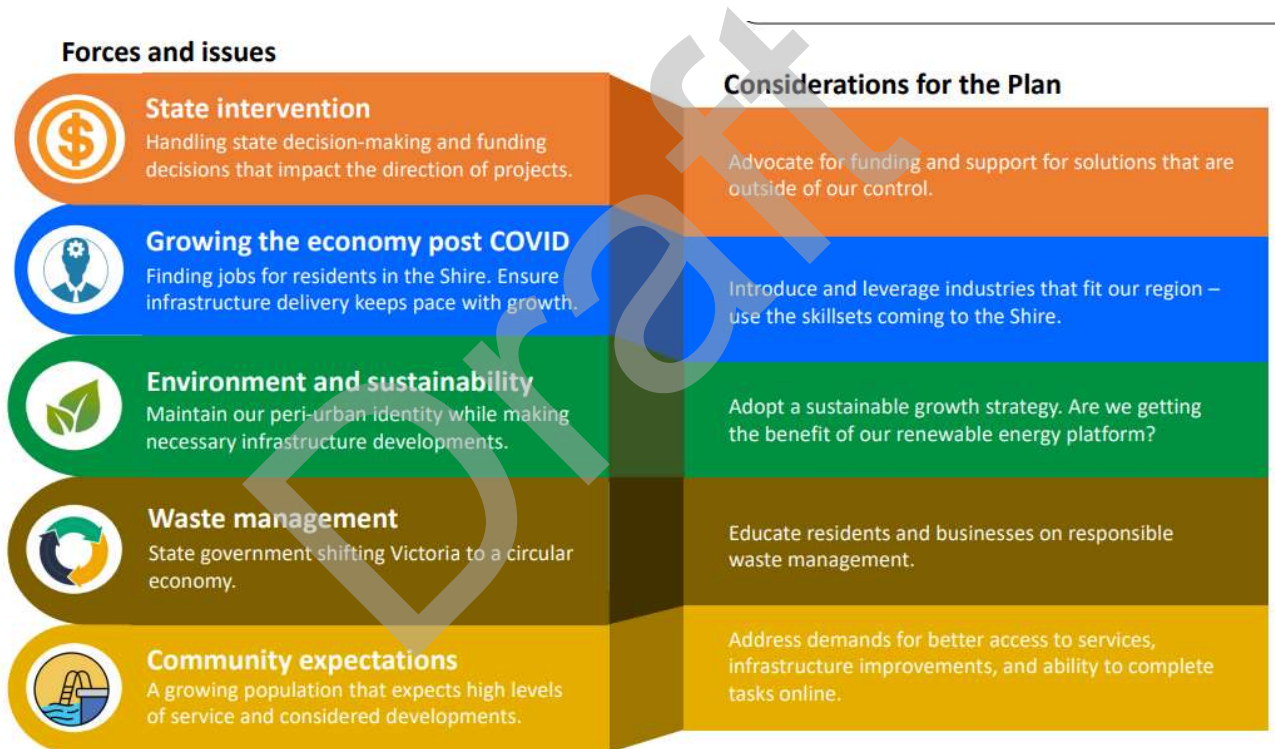 Forces and issues
Considerations for the Plan
State intervention
Handling state decision-making and funding
decisions that impact the direction of projects.
Advocate for funding and support for solutions that are
outside of our control.
Growing the economy post COVID
Finding jobs for residents in the Shire. Ensure
infrastructure delivery keeps pace with growth.
Introduce and leverage industries that fit our region –
use the skillsets coming to the Shire.
Environment and sustainability
Maintain our peri-urban identity while making
necessary infrastructure developments.
Adopt a sustainable growth strategy. Are we getting
the benefit of our renewable energy platform?
Waste management
State government shifting Victoria to a circular
economy.
Educate residents and businesses on responsible
waste management.
Community expectations
A growing population that expects high levels
of service and considered developments.
Address demands for better access to services,
infrastructure improvements, and ability to complete
tasks online.
Draft